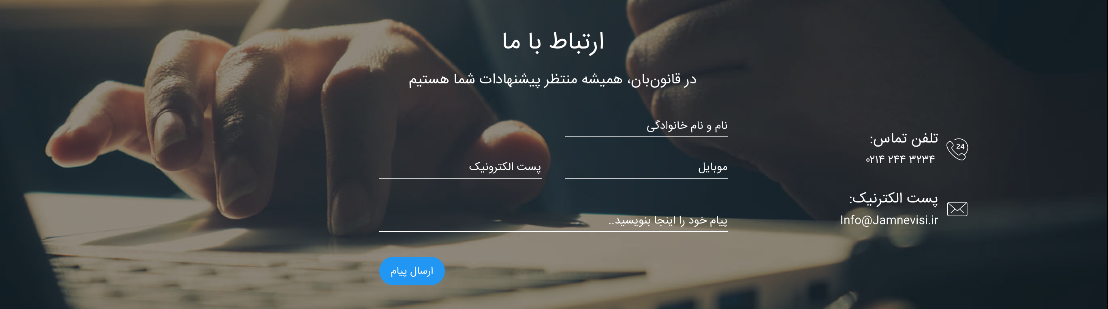 ارتباط با ما
در قانون‌بان، همیشه منتظر پیشنهادات شما هستیم
نام و نام خانوادگی
موبایل
پست الکترونیک
پیام خود را اینجا بنویسید...
ارسال پیام
24
تلفن تماس:
۰۲۱۴ ۲۴۴ ۳۲۳۴
پست الکترنیک:
Info@Jamnevisi.ir